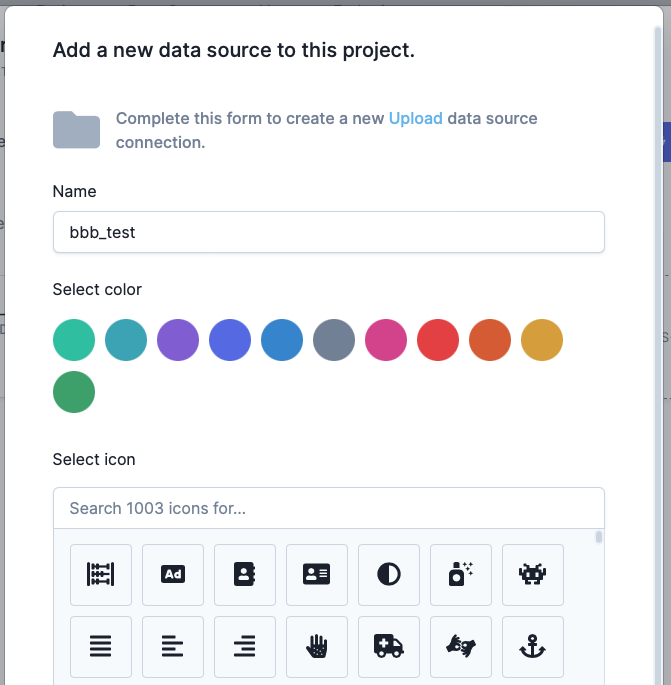 Add a new data source to this project.
Complete this form to create a new Upload data source
connection.
Name
bbb_test
Select color
Select icon
Search 1003 icons for...
Ad